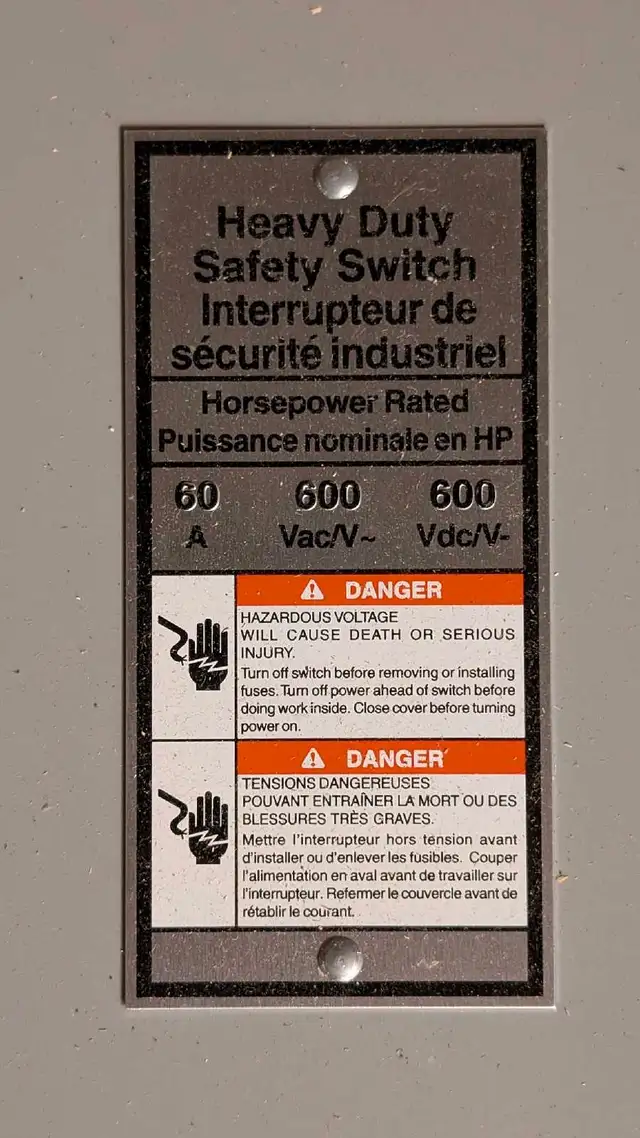 Heavy Duty
Safety Switch
Interrupteur de
sécurité industriel
Horsepower Rated
Puissance nominale en HP
60 600 600
A Vac/V~ Vdc/V-
DANGER
HAZARDOUS VOLTAGE
WILL CAUSE DEATH OR SERIOUS
INJURY.
Turn off switch before removing or installing
fuses. Turn off power ahead of switch before
doing work inside. Close cover before turning
power on.
DANGER
TENSIONS DANGEREUSES
POUVANT ENTRAÎNER LA MORT OU DES
BLESSURES TRÈS GRAVES.
Mettre l'interrupteur hors tension avant
d'installer ou d'enlever les fusibles. Couper
l'alimentation en aval avant de travailler sur
l'interrupteur. Refermer le couvercle avant de
rétablir le courant.